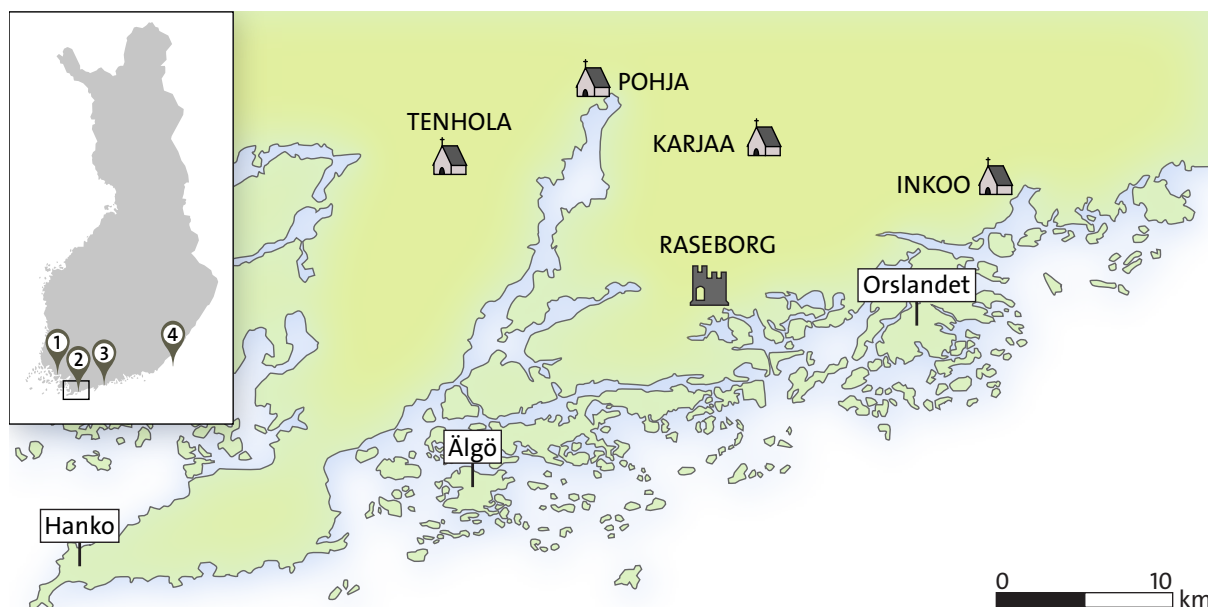 POHJA
TENHOLA
KARJAA
INKOO
RASEBORG
Orslandet
Älgö
Hanko
1
2
3
4
0 10
km